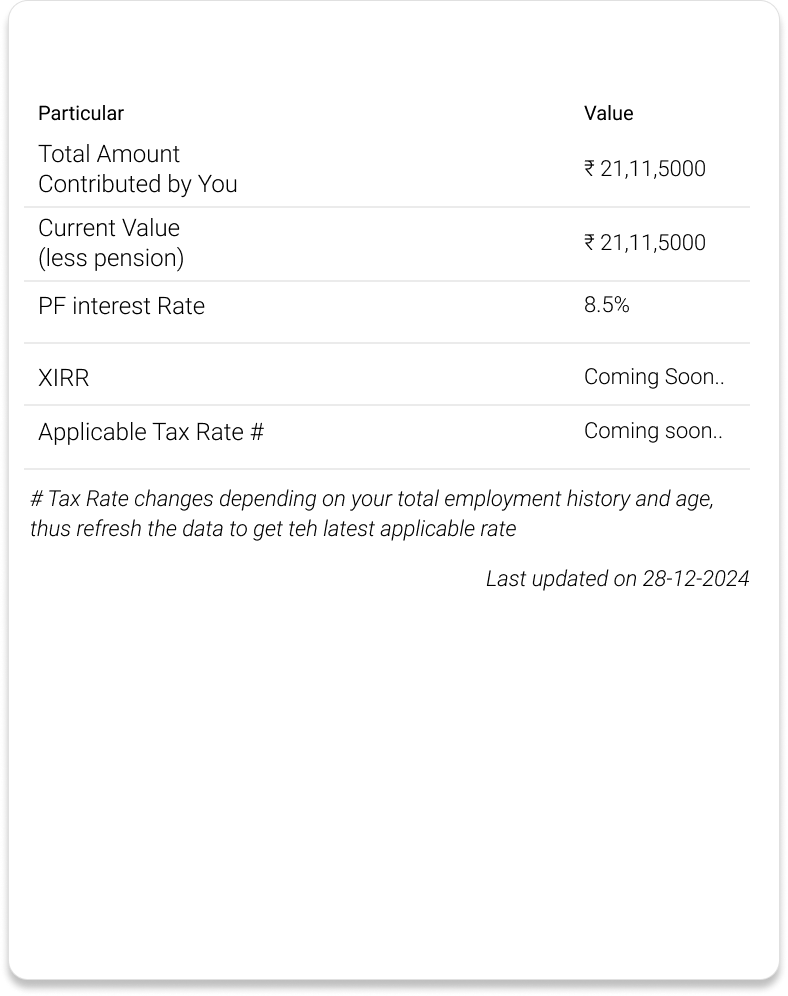 Particular Value
Total Amount
Contributed by You
₹ 21,11,5000
Current Value
(less pension)
₹ 21,11,5000
PF interest Rate 8.5%
XIRR Coming Soon..
Applicable Tax Rate # Coming soon..
# Tax Rate changes depending on your total employment history and age,
thus refresh the data to get teh latest applicable rate
Last updated on 28-12-2024